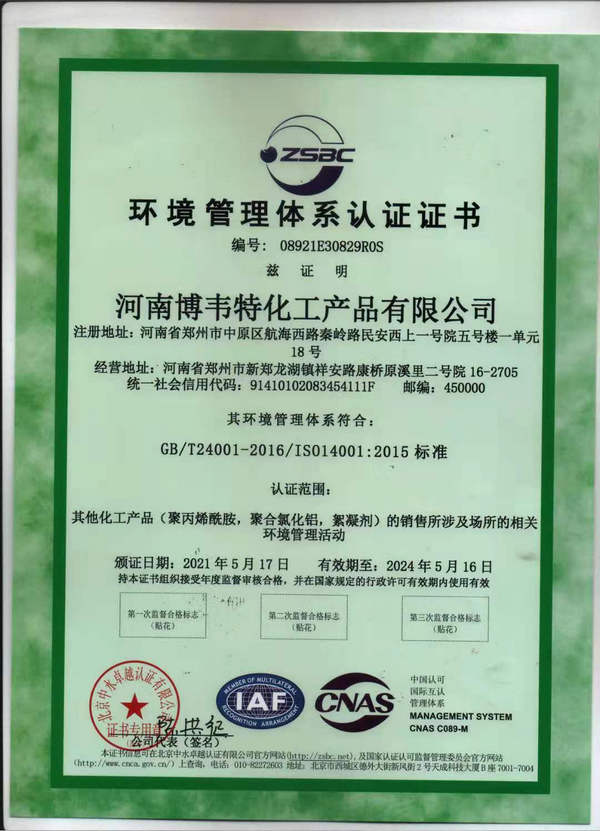 ZSBC
环境管理体系认证证书
编号: 08921E30829R0S
兹 证 明
河南博韦特化工产品有限公司
注册地址: 河南省郑州市中原区航海西路秦岭路民安西上一号院五号楼一单元
18 号
经营地址: 河南省郑州市新郑龙湖镇祥安路康桥原溪里二号院 16-2705
统一社会信用代码: 91410102083454111F 邮编: 450000
其环境管理体系符合:
GB/T24001-2016/ISO14001:2015 标准
认证范围:
其他化工产品（聚丙烯酰胺，聚合氯化铝，絮凝剂）的销售所涉及场所的相关
环境管理活动
颁证日期: 2021 年 5 月 17 日 有效期至: 2024 年 5 月 16 日
持本证书组织接受年度监督审核合格，并在国家规定的行政许可有效期内使用有效
第一次监督合格标志
（贴花）
第二次监督合格标志
（贴花）
第三次监督合格标志
（贴花）
北京中水卓越认证有限公司
证书专用章
MEMBER OF MULTILATERAL
IAF
RECOGNITION ARRANGEMENT
CNAS
中国认可
国际互认
管理体系
MANAGEMENT SYSTEM
CNAS C089-M
公司代表（签名）
本证书信息可在北京中水卓越认证有限公司官方网站(http://zsbc.net),及国家认证认可监督管理委员会官方网站
(http://www.cnca.gov.cn/) 上查询, 电话: 010-82272603 地址: 北京市西城区德外大街新风街 2 号天成科技大厦 B 座 7001-7004